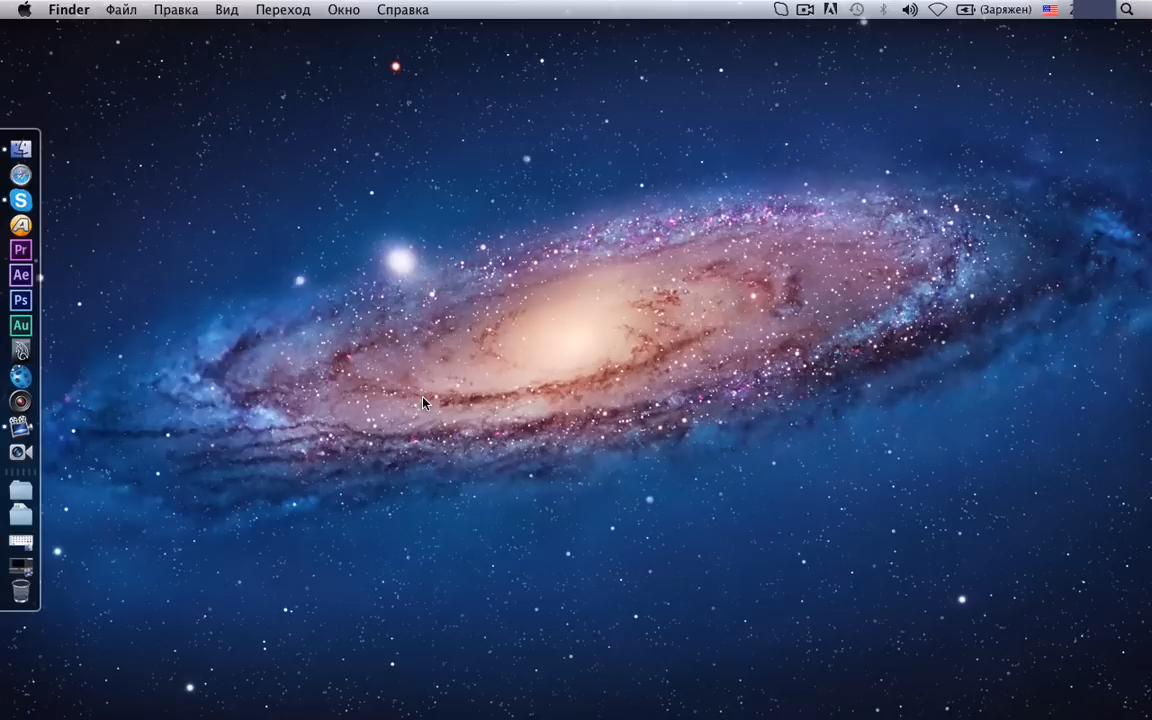 Finder Файл Правка Вид Переход Окно Справка (Заряжен)
S
Pr
Ae
Ps
Au